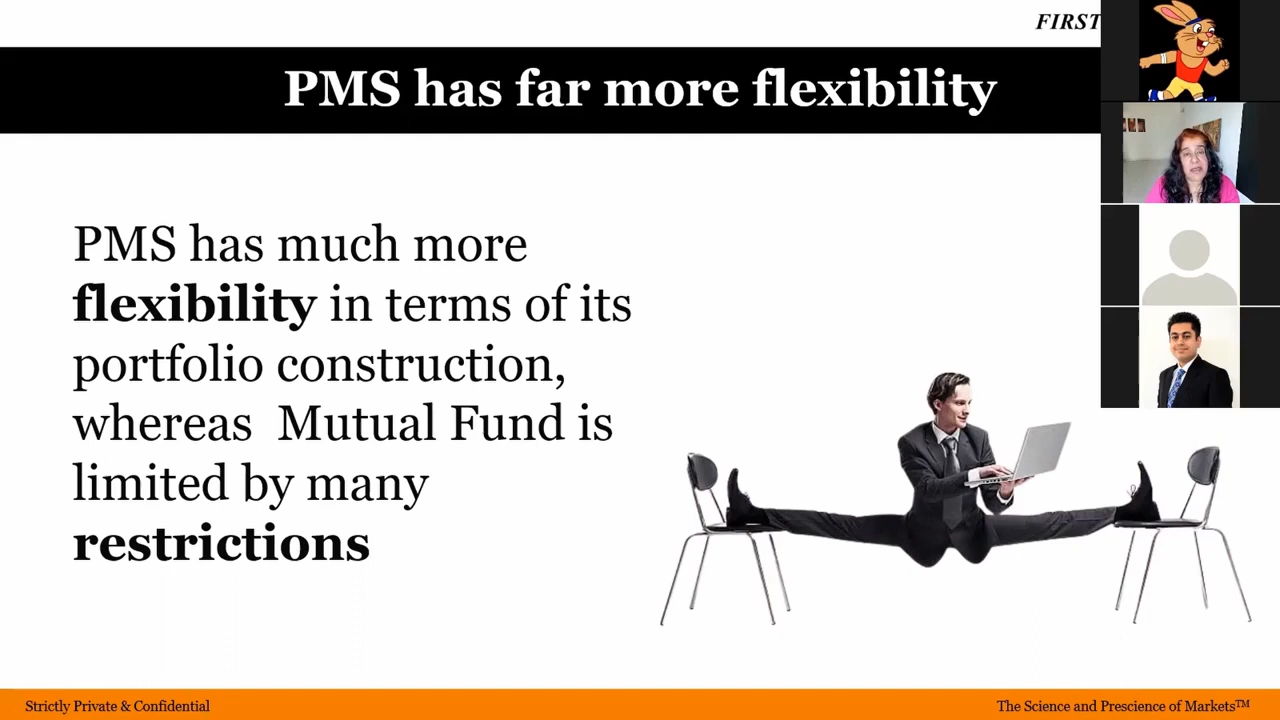 FIRST
PMS has far more flexibility
PMS has much more
flexibility in terms of its
portfolio construction,
whereas  Mutual Fund is
limited by many
restrictions
Strictly Private & Confidential
The Science and Prescience of Markets™